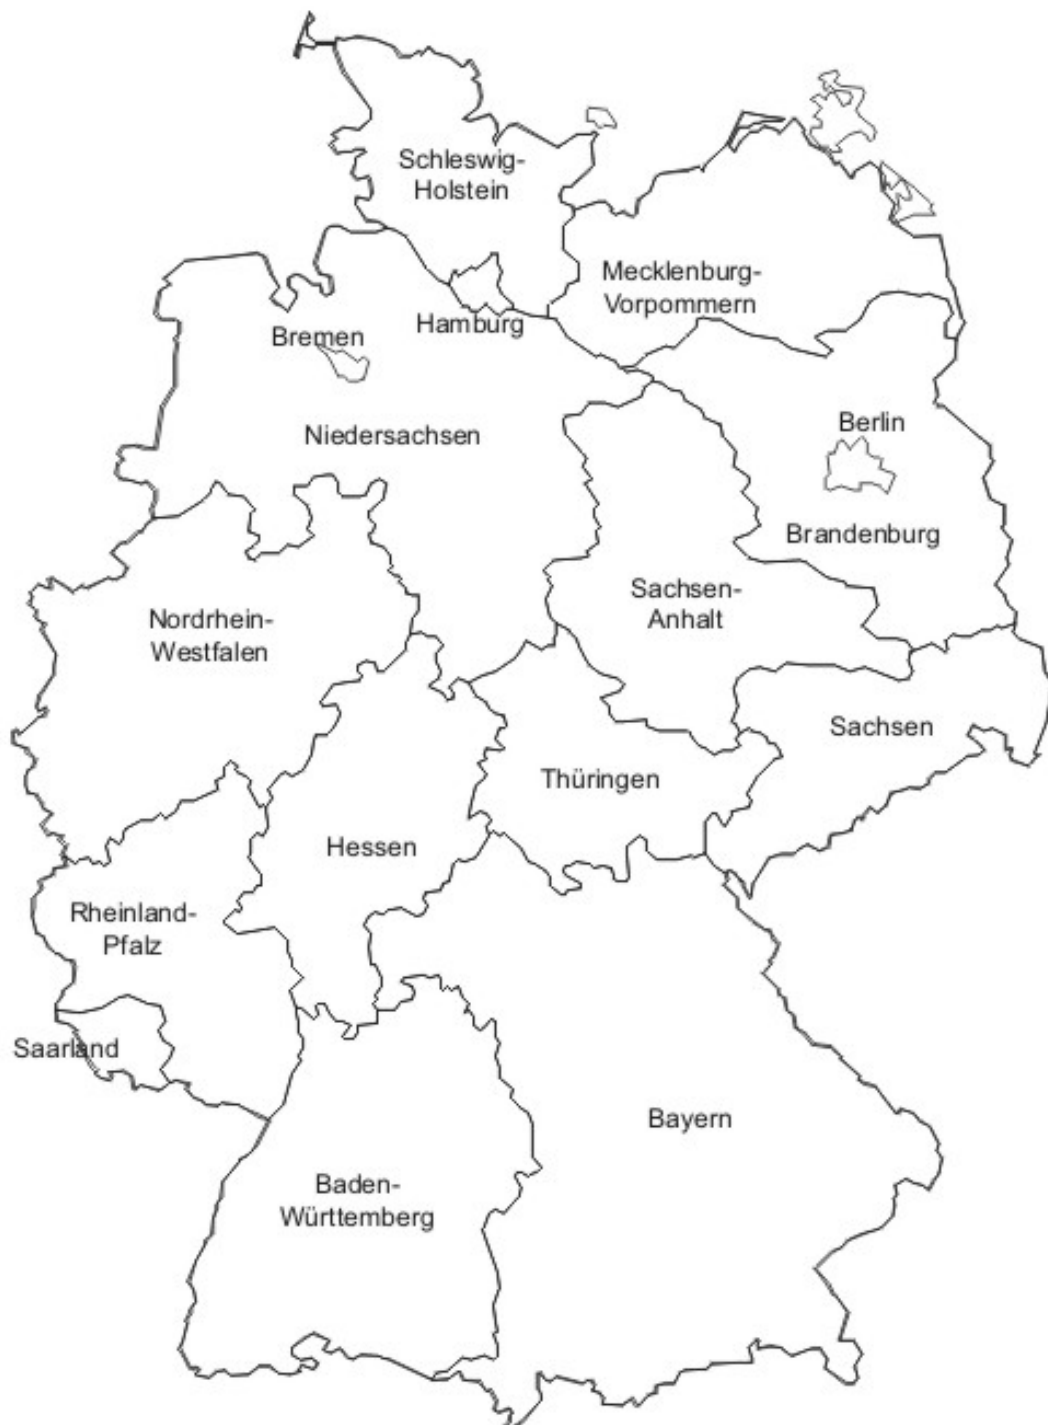 Schleswig-
Holstein
Mecklenburg-
Vorpommern
Hamburg
Bremen
Niedersachsen
Berlin
Brandenburg
Sachsen-
Anhalt
Nordrhein-
Westfalen
Sachsen
Thüringen
Hessen
Rheinland-
Pfalz
Saarland
Bayern
Baden-
Württemberg